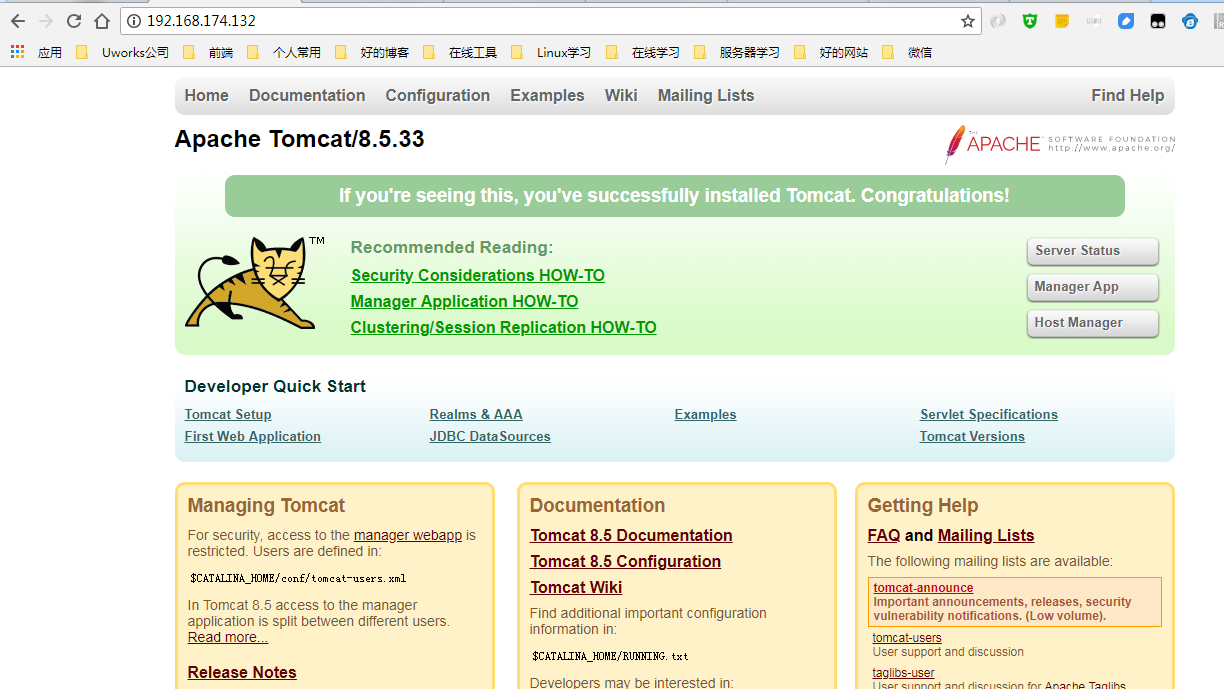 192.168.174.132
应用 Uworks公司 前端 个人常用 好的博客 在线工具 Linux学习 在线学习 服务器学习 好的网站 微信
Home Documentation Configuration Examples Wiki Mailing Lists Find Help
Apache Tomcat/8.5.33
THE APACHE™ SOFTWARE FOUNDATION
http://www.apache.org/
If you're seeing this, you've successfully installed Tomcat. Congratulations!
TM
Recommended Reading:
Security Considerations HOW-TO
Manager Application HOW-TO
Clustering/Session Replication HOW-TO
Server Status
Manager App
Host Manager
Developer Quick Start
Tomcat Setup
First Web Application
Realms & AAA
JDBC DataSources
Examples
Servlet Specifications
Tomcat Versions
Managing Tomcat
For security, access to the manager webapp is
restricted. Users are defined in:
$CATALINA_HOME/conf/tomcat-users.xml
In Tomcat 8.5 access to the manager
application is split between different users.
Read more...
Release Notes
Documentation
Tomcat 8.5 Documentation
Tomcat 8.5 Configuration
Tomcat Wiki
Find additional important configuration
information in:
$CATALINA_HOME/RUNNING.txt
Developers may be interested in:
Getting Help
FAQ and Mailing Lists
The following mailing lists are available:
tomcat-announce
Important announcements, releases, security
vulnerability notifications. (Low volume).
tomcat-users
User support and discussion
taglibs-user
User support and discussion for Apache Taglibs